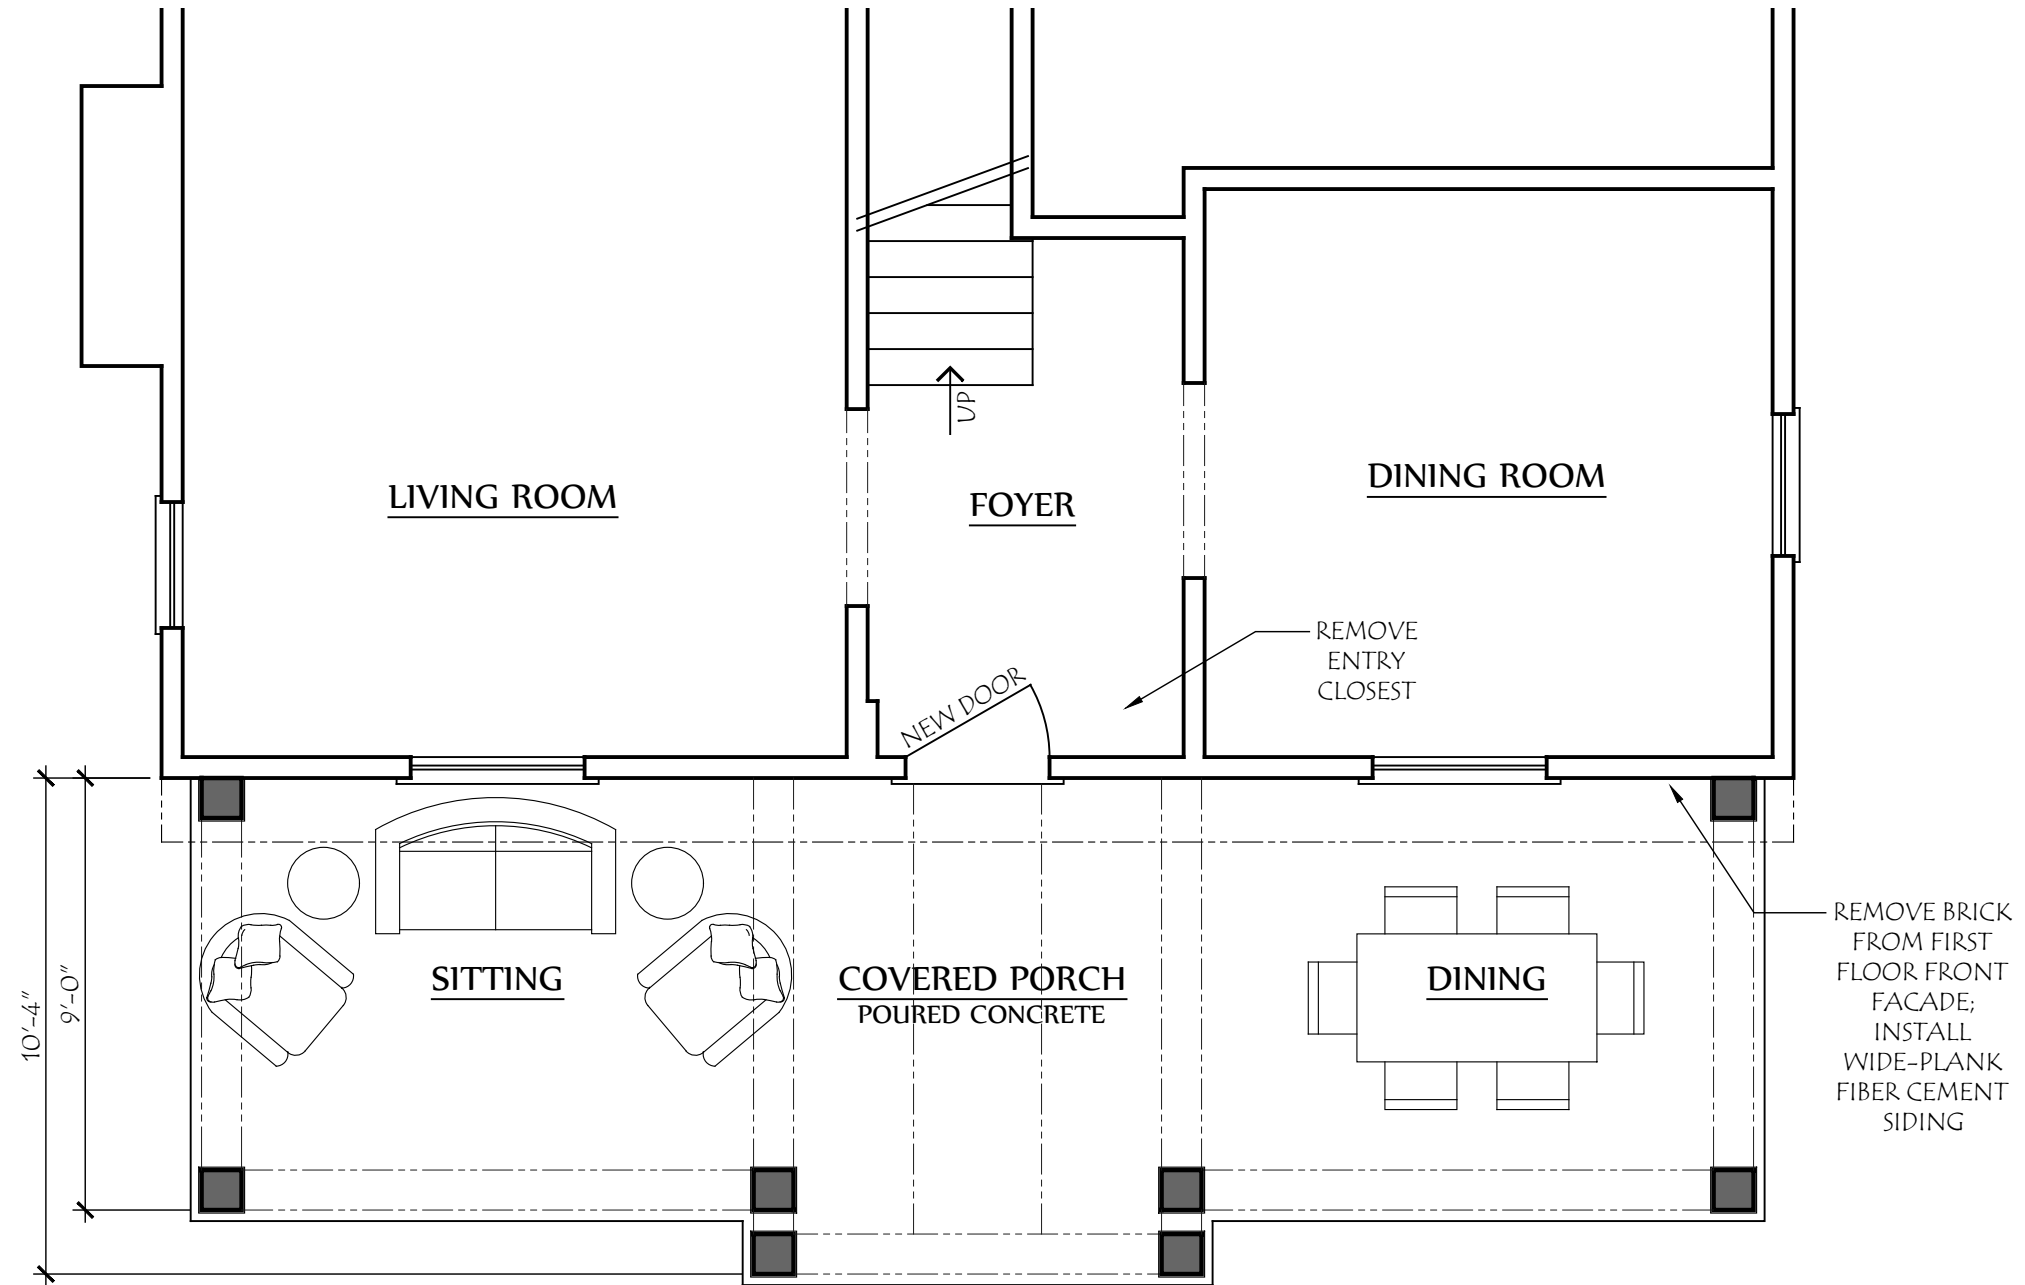 UP
LIVING ROOM
FOYER
DINING ROOM
REMOVE
ENTRY
CLOSEST
NEW DOOR
SITTING
COVERED PORCH
POURED CONCRETE
DINING
REMOVE BRICK
FROM FIRST
FLOOR FRONT
FACADE;
INSTALL
WIDE-PLANK
FIBER CEMENT
SIDING
10'-4"
9'-0"